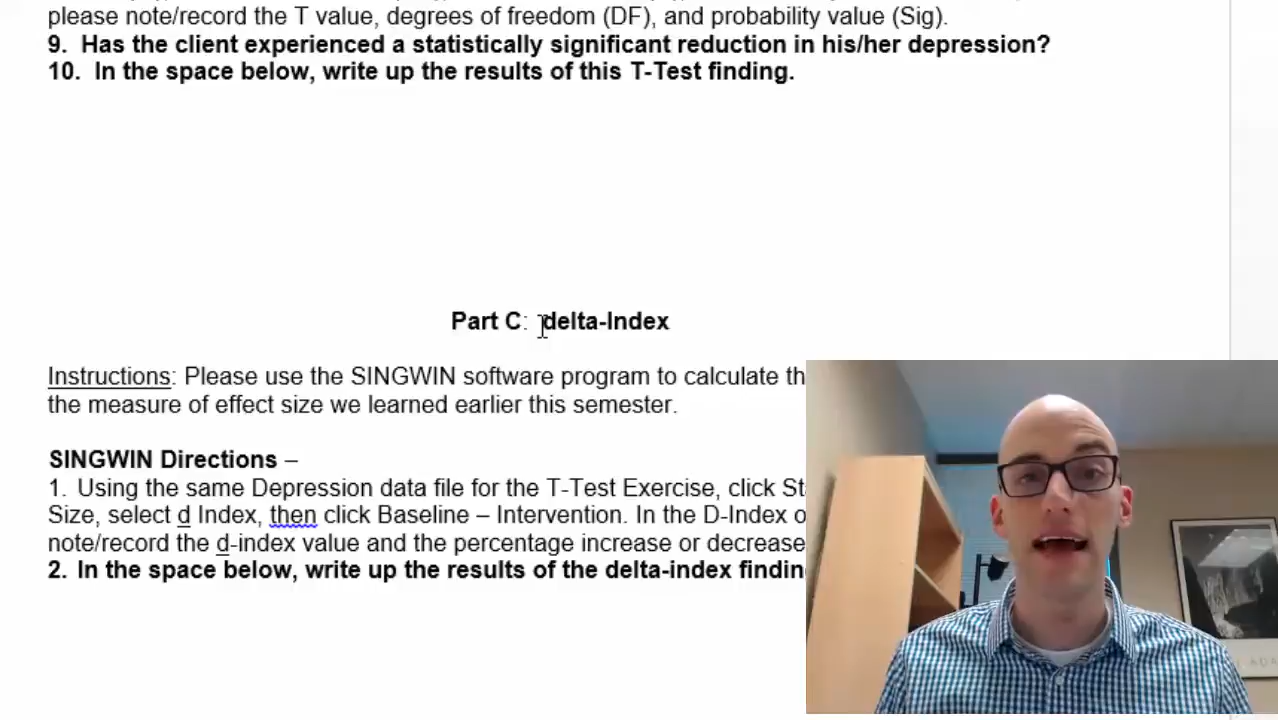 please note/record the T value, degrees of freedom (DF), and probability value (Sig).
9. Has the client experienced a statistically significant reduction in his/her depression?
10. In the space below, write up the results of this T-Test finding.
Part C: delta-Index
Instructions: Please use the SINGWIN software program to calculate th
the measure of effect size we learned earlier this semester.
SINGWIN Directions –
1. Using the same Depression data file for the T-Test Exercise, click St
Size, select d Index, then click Baseline – Intervention. In the D-Index o
note/record the d-index value and the percentage increase or decrease
2. In the space below, write up the results of the delta-index findin